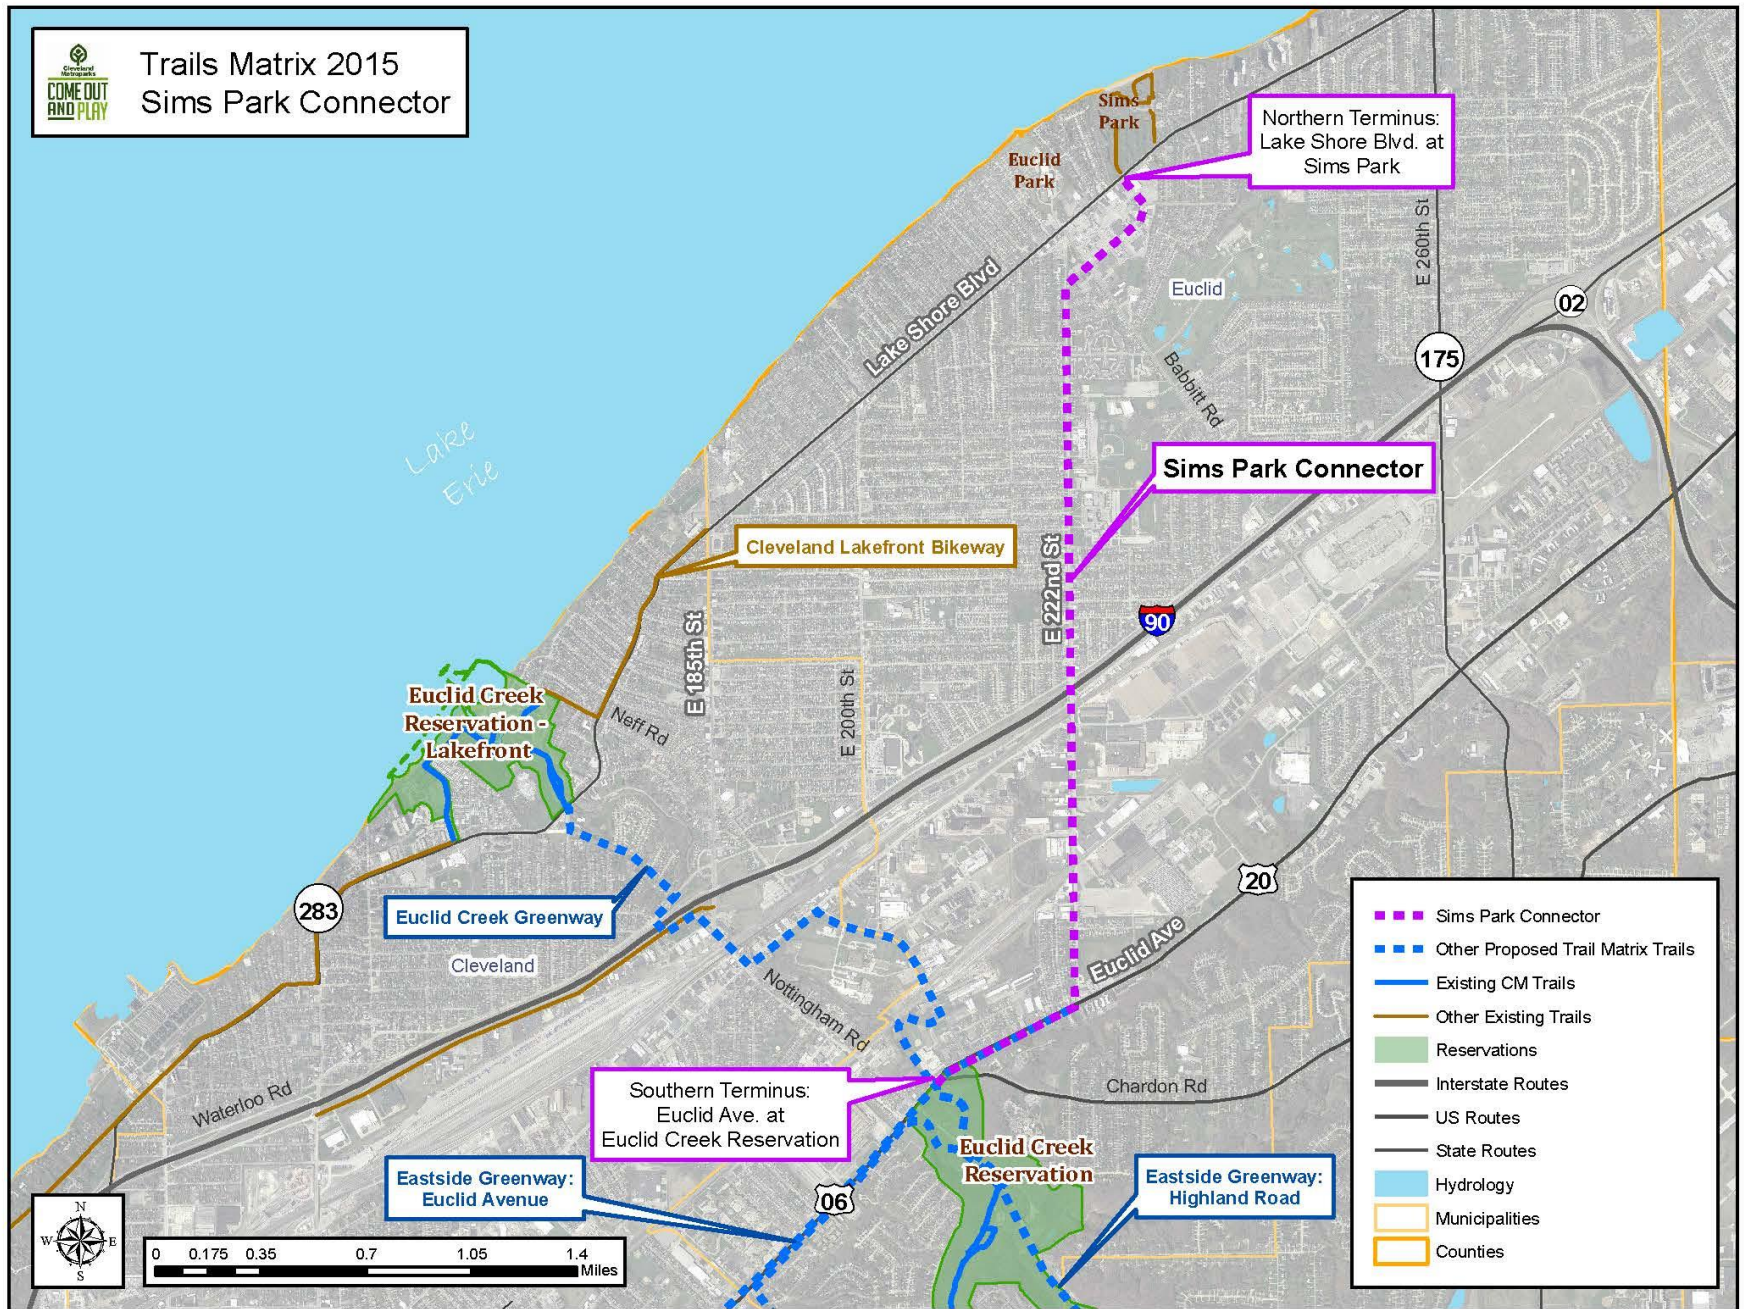 Cleveland
Metroparks
COME OUT
AND PLAY
Trails Matrix 2015
Sims Park Connector
Sims
Park
Euclid
Park
Northern Terminus:
Lake Shore Blvd. at
Sims Park
E 260th St
Euclid
02
Lake Shore Blvd
175
Babbitt Rd
Lake
Erie
Sims Park Connector
Cleveland Lakefront Bikeway
E 222nd St
90
E 185th St
Euclid Creek
Reservation -
Lakefront
Neff Rd
E 200th St
20
283
Euclid Creek Greenway
Euclid Ave
Cleveland
Nottingham Rd
Waterloo Rd
Southern Terminus:
Euclid Ave. at
Euclid Creek Reservation
Chardon Rd
Euclid Creek
Reservation
Eastside Greenway:
Euclid Avenue
06
Eastside Greenway:
Highland Road
Sims Park Connector
Other Proposed Trail Matrix Trails
Existing CM Trails
Other Existing Trails
Reservations
Interstate Routes
US Routes
State Routes
Hydrology
Municipalities
Counties
N
W E
S
0 0.175 0.35 0.7 1.05 1.4
Miles